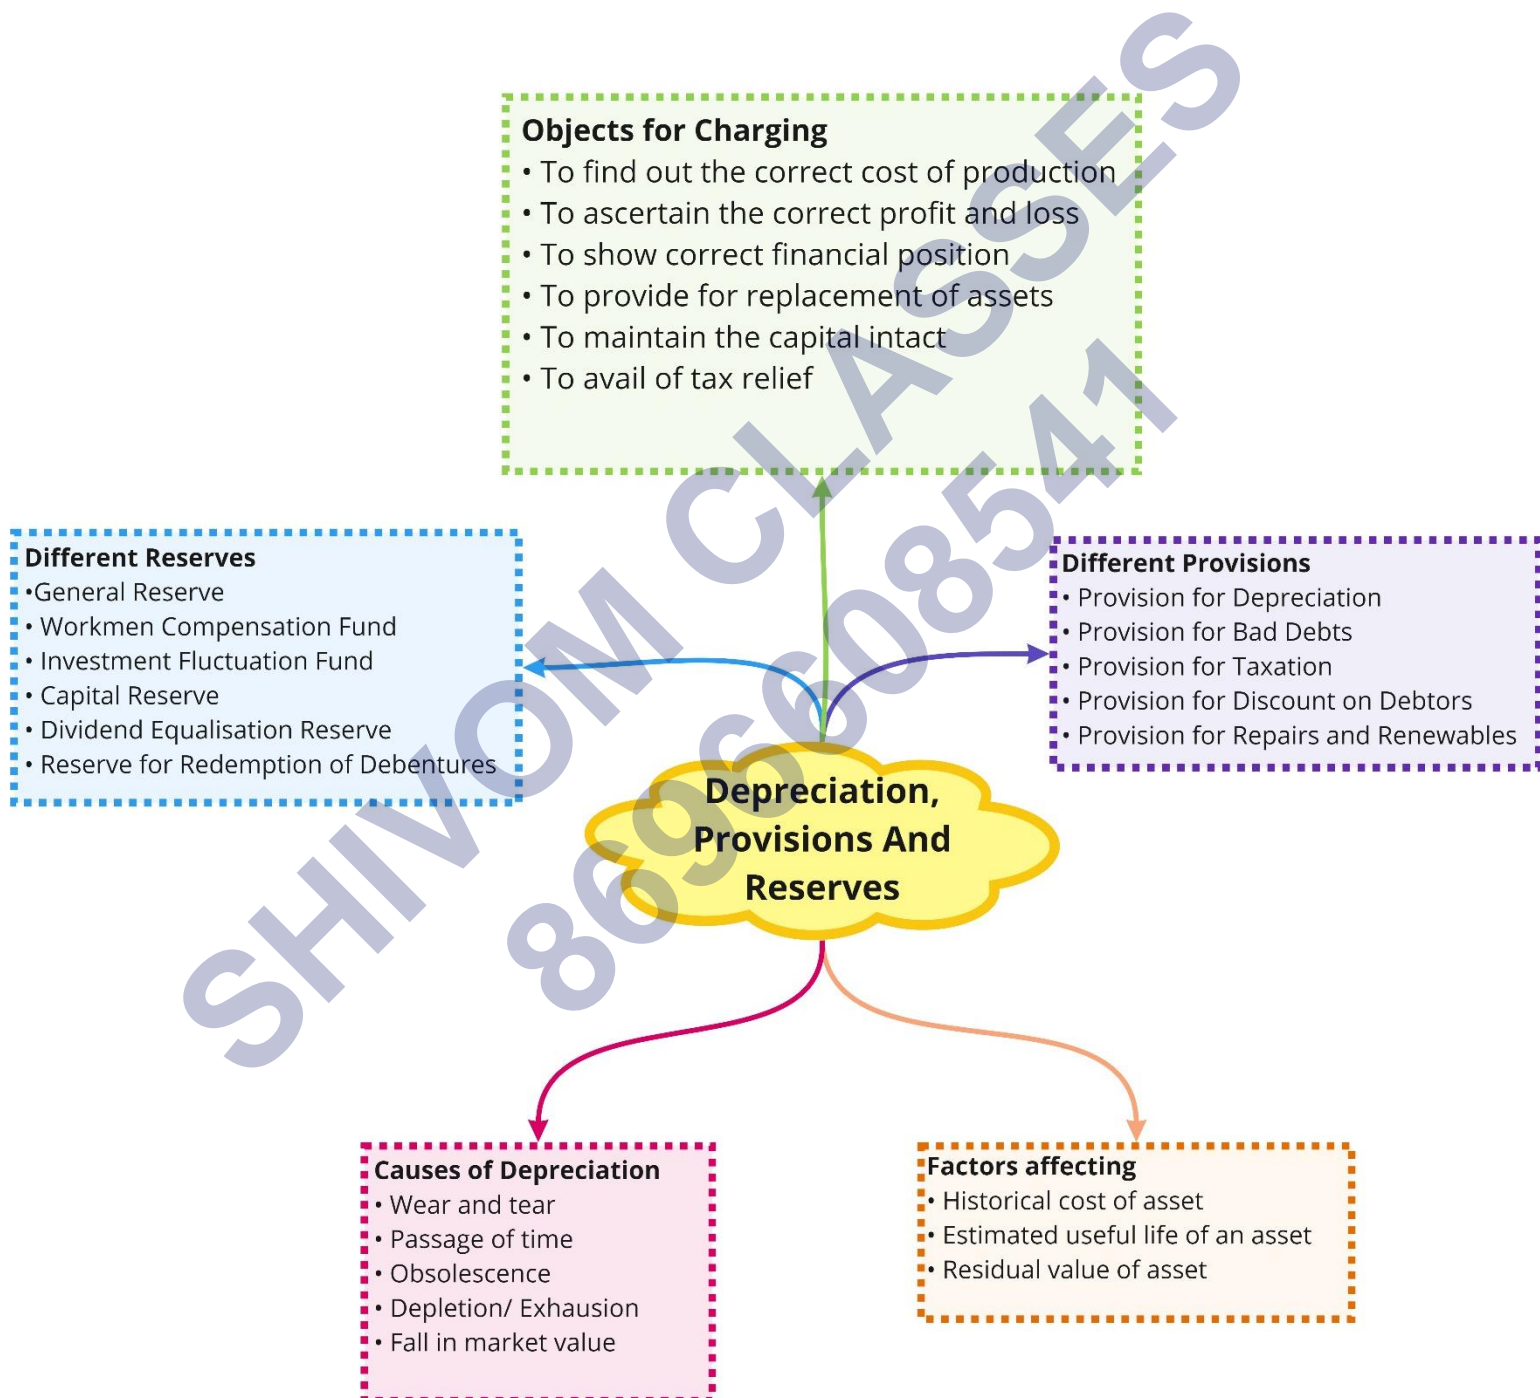 Objects for Charging
• To find out the correct cost of production
• To ascertain the correct profit and loss
• To show correct financial position
• To provide for replacement of assets
• To maintain the capital intact
• To avail of tax relief
Different Reserves
•General Reserve
• Workmen Compensation Fund
• Investment Fluctuation Fund
• Capital Reserve
• Dividend Equalisation Reserve
• Reserve for Redemption of Debentures
Different Provisions
• Provision for Depreciation
• Provision for Bad Debts
• Provision for Taxation
• Provision for Discount on Debtors
• Provision for Repairs and Renewables
Depreciation,
Provisions And
Reserves
Causes of Depreciation
• Wear and tear
• Passage of time
• Obsolescence
• Depletion/ Exhausion
• Fall in market value
Factors affecting
• Historical cost of asset
• Estimated useful life of an asset
• Residual value of asset
SHIVOM CLASSES
8696608541